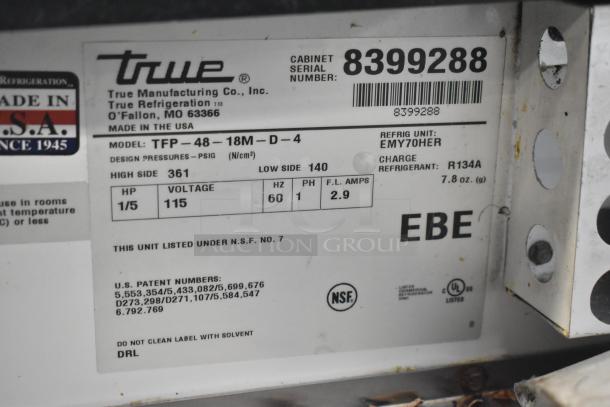 REFRIGERATION
MADE IN
U.S.A.
SINCE 1945
use in rooms
temperature
C) or less
true ®
True Manufacturing Co., Inc.
True Refrigeration TM
O'Fallon, MO 63366
MADE IN THE USA
CABINET
SERIAL
NUMBER: 8399288
8399288
MODEL: TFP-48-18M-D-4
DESIGN PRESSURES-PSIG (N/cm²)
HIGH SIDE 361 LOW SIDE 140
REFRIG UNIT:
EMY70HER
CHARGE
REFRIGERANT: R134A
7.8 oz. (g)
HP VOLTAGE HZ PH F.L. AMPS
1/5 115 60 1 2.9
EBE
AUCTION GROUP
THIS UNIT LISTED UNDER N.S.F. NO. 7
U.S. PATENT NUMBERS:
5,553,354/5,433,082/5,699,676
D273,298/D271,107/5,584,547
6.792.769
NSF
C UL US
LISTED
DO NOT CLEAN LABEL WITH SOLVENT
DRL